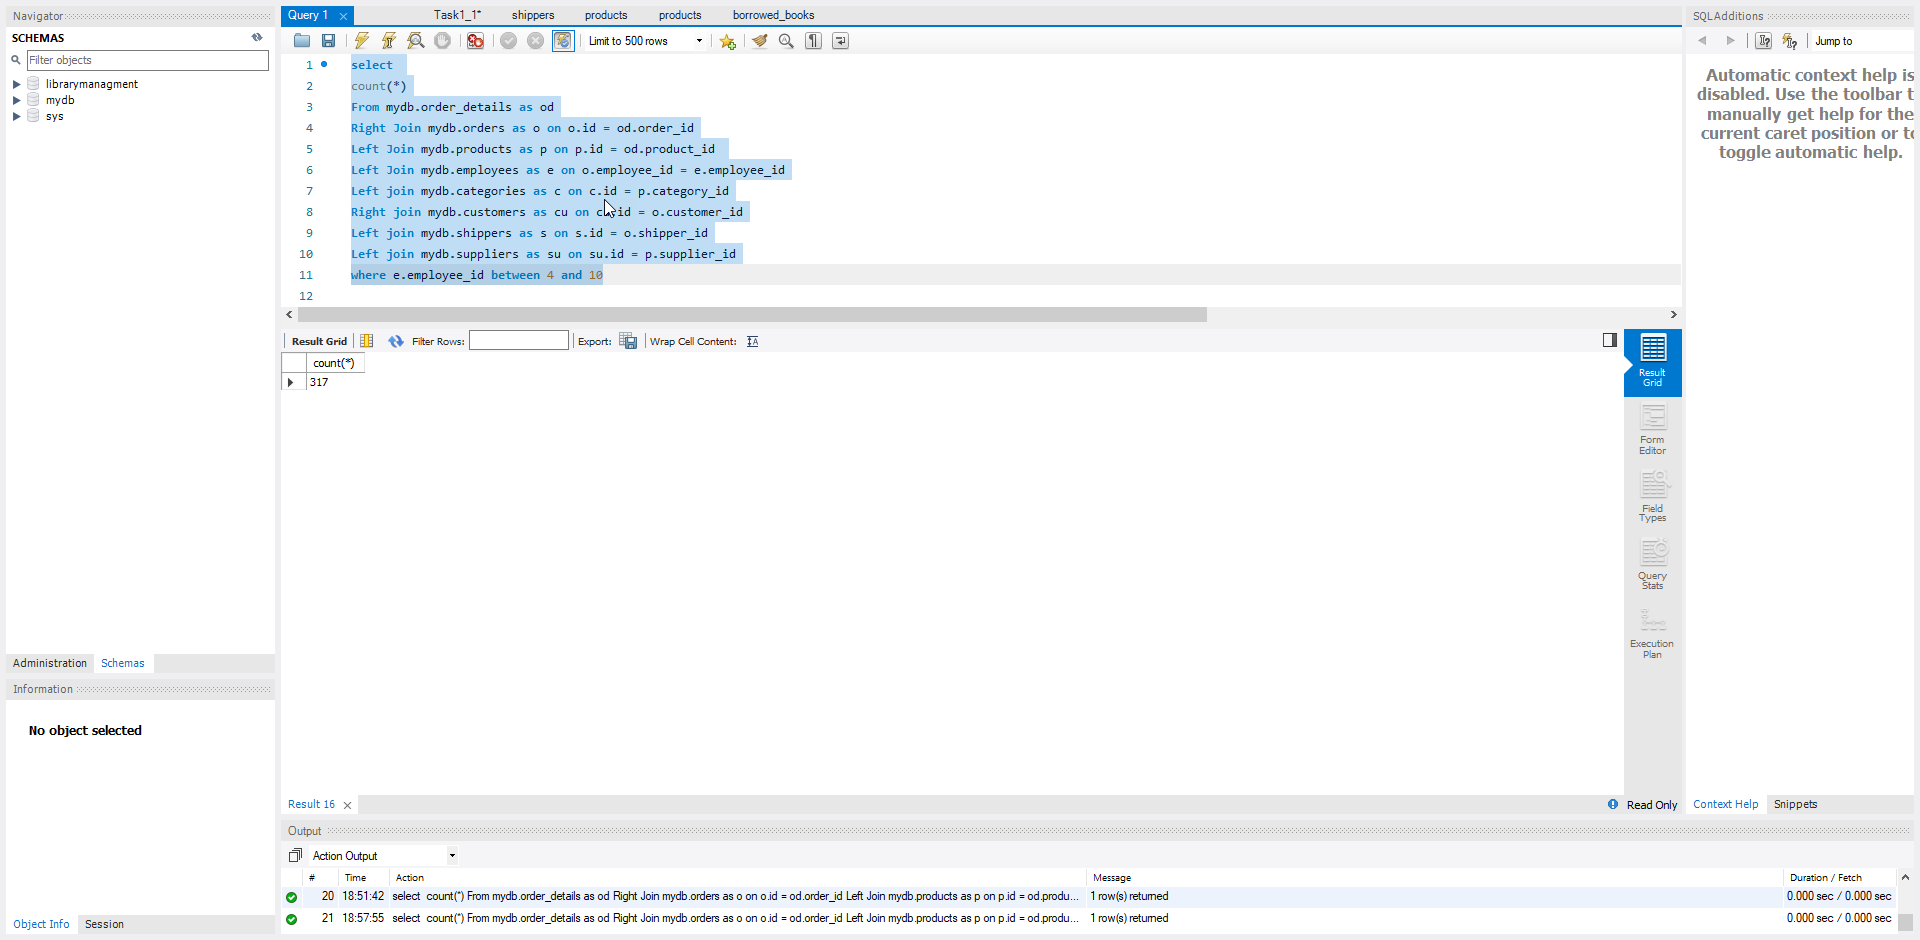 Navigator
SCHEMAS
Filter objects
librarymanagment
mydb
sys
Administration Schemas
Information
No object selected
Object Info Session
Query 1 Task1_1* shippers products products borrowed_books
Limit to 500 rows
1 select
2 count(*)
3 From mydb.order_details as od
4 Right Join mydb.orders as o on o.id = od.order_id
5 Left Join mydb.products as p on p.id = od.product_id
6 Left Join mydb.employees as e on o.employee_id = e.employee_id
7 Left join mydb.categories as c on c.id = p.category_id
8 Right join mydb.customers as cu on c id = o.customer_id
9 Left join mydb.shippers as s on s.id = o.shipper_id
10 Left join mydb.suppliers as su on su.id = p.supplier_id
11 where e.employee_id between 4 and 10
12
Result Grid Filter Rows: Export: Wrap Cell Content:
count(*)
317
Result Grid
Form Editor
Field Types
Query Stats
Execution Plan
Result 16 Read Only
Output
Action Output
# Time Action Message Duration / Fetch
20 18:51:42 select count(*) From mydb.order_details as od Right Join mydb.orders as o on o.id = od.order_id Left Join mydb.products as p on p.id = od.produ... 1 row(s) returned 0.000 sec / 0.000 sec
21 18:57:55 select count(*) From mydb.order_details as od Right Join mydb.orders as o on o.id = od.order_id Left Join mydb.products as p on p.id = od.produ... 1 row(s) returned 0.000 sec / 0.000 sec
SQLAdditions
Jump to
Automatic context help is
disabled. Use the toolbar t
manually get help for the
current caret position or to
toggle automatic help.
Context Help Snippets